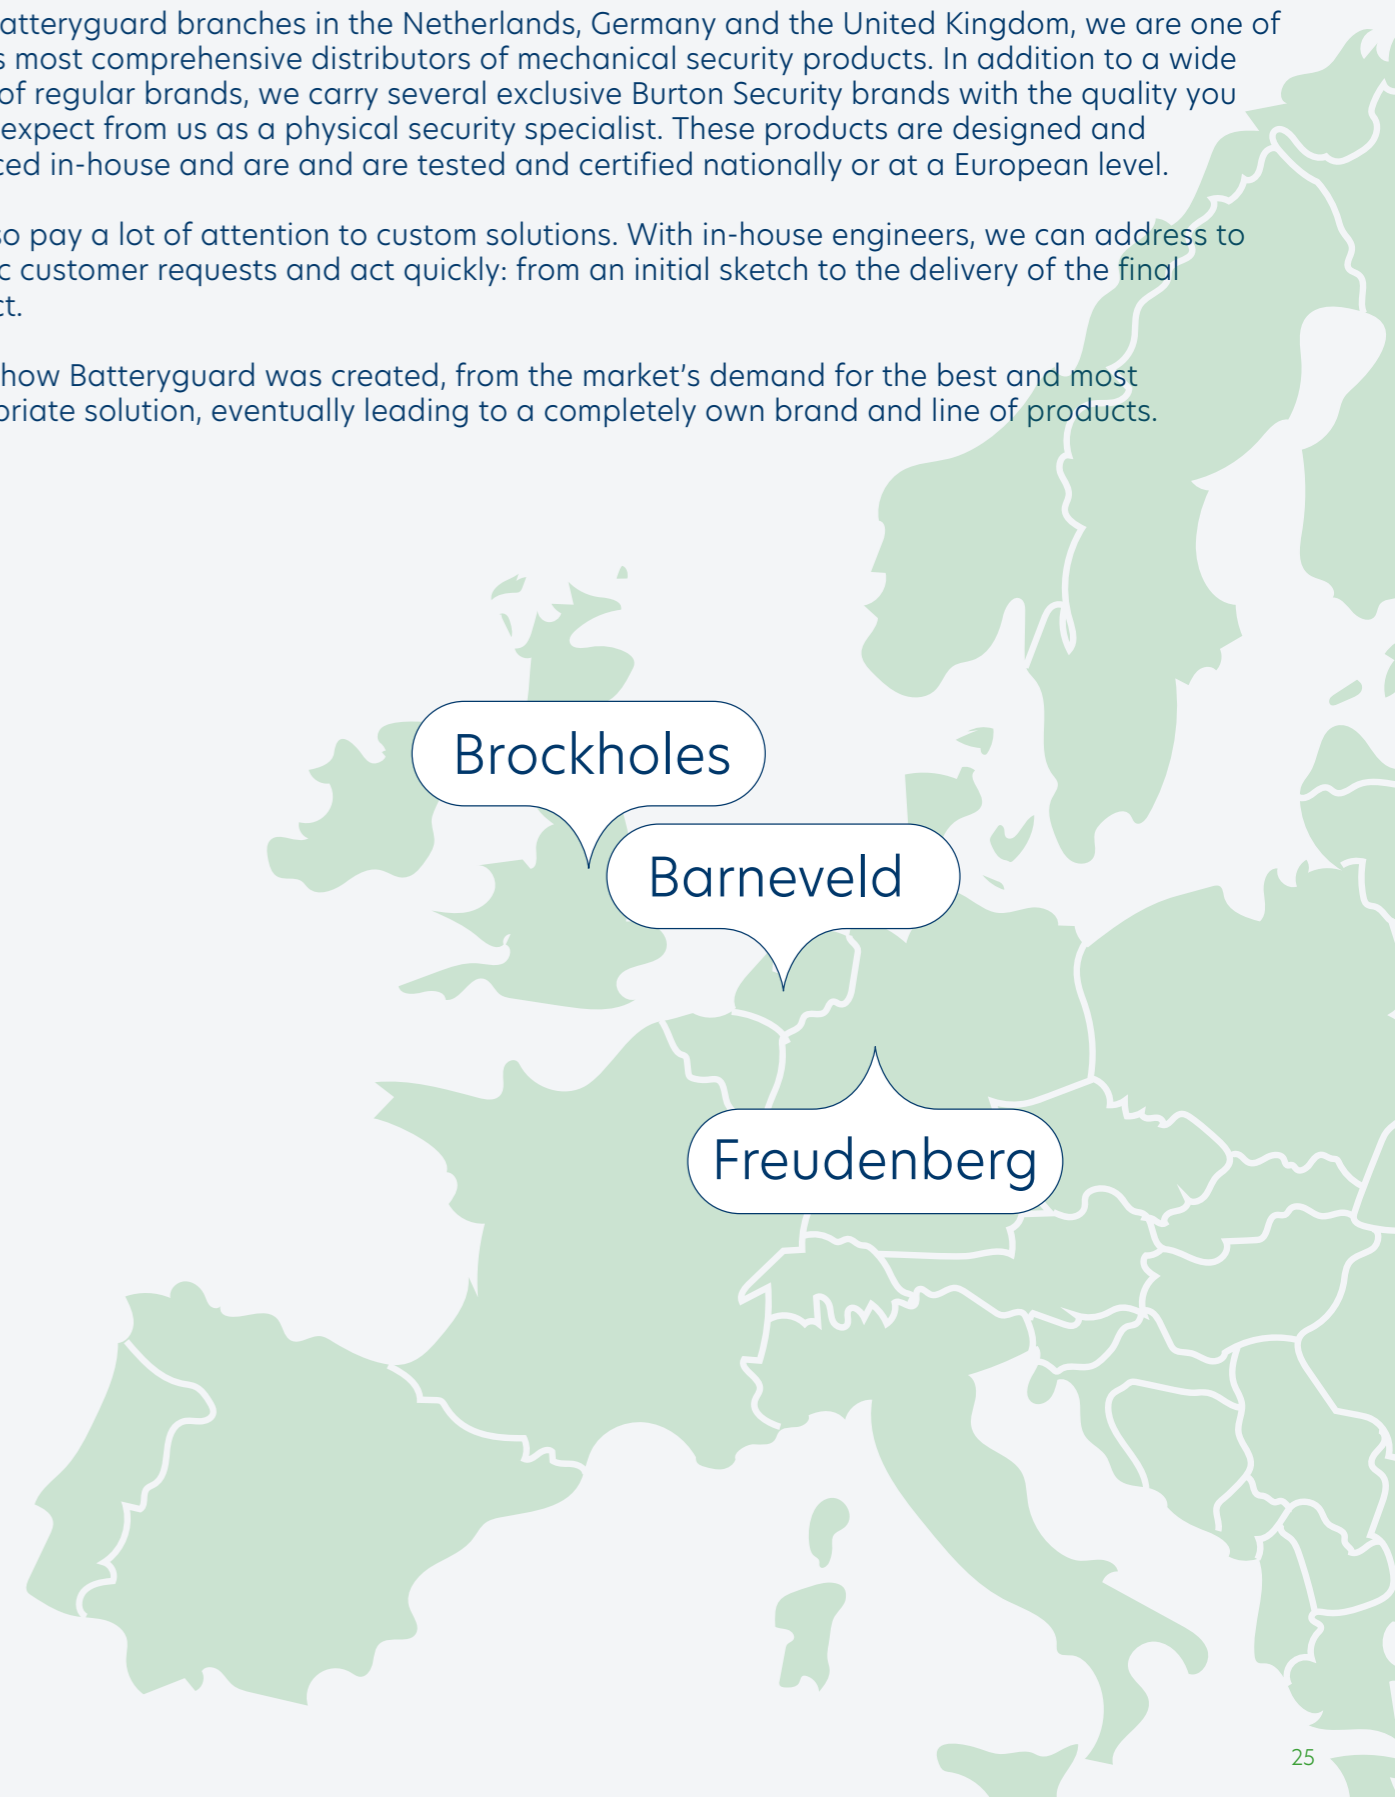 atteryguard branches in the Netherlands, Germany and the United Kingdom, we are one of
s most comprehensive distributors of mechanical security products. In addition to a wide
of regular brands, we carry several exclusive Burton Security brands with the quality you
expect from us as a physical security specialist. These products are designed and
ced in-house and are and are tested and certified nationally or at a European level.
so pay a lot of attention to custom solutions. With in-house engineers, we can address to
c customer requests and act quickly: from an initial sketch to the delivery of the final
ct.
how Batteryguard was created, from the market's demand for the best and most
priate solution, eventually leading to a completely own brand and line of products.
Brockholes
Barneveld
Freudenberg
25